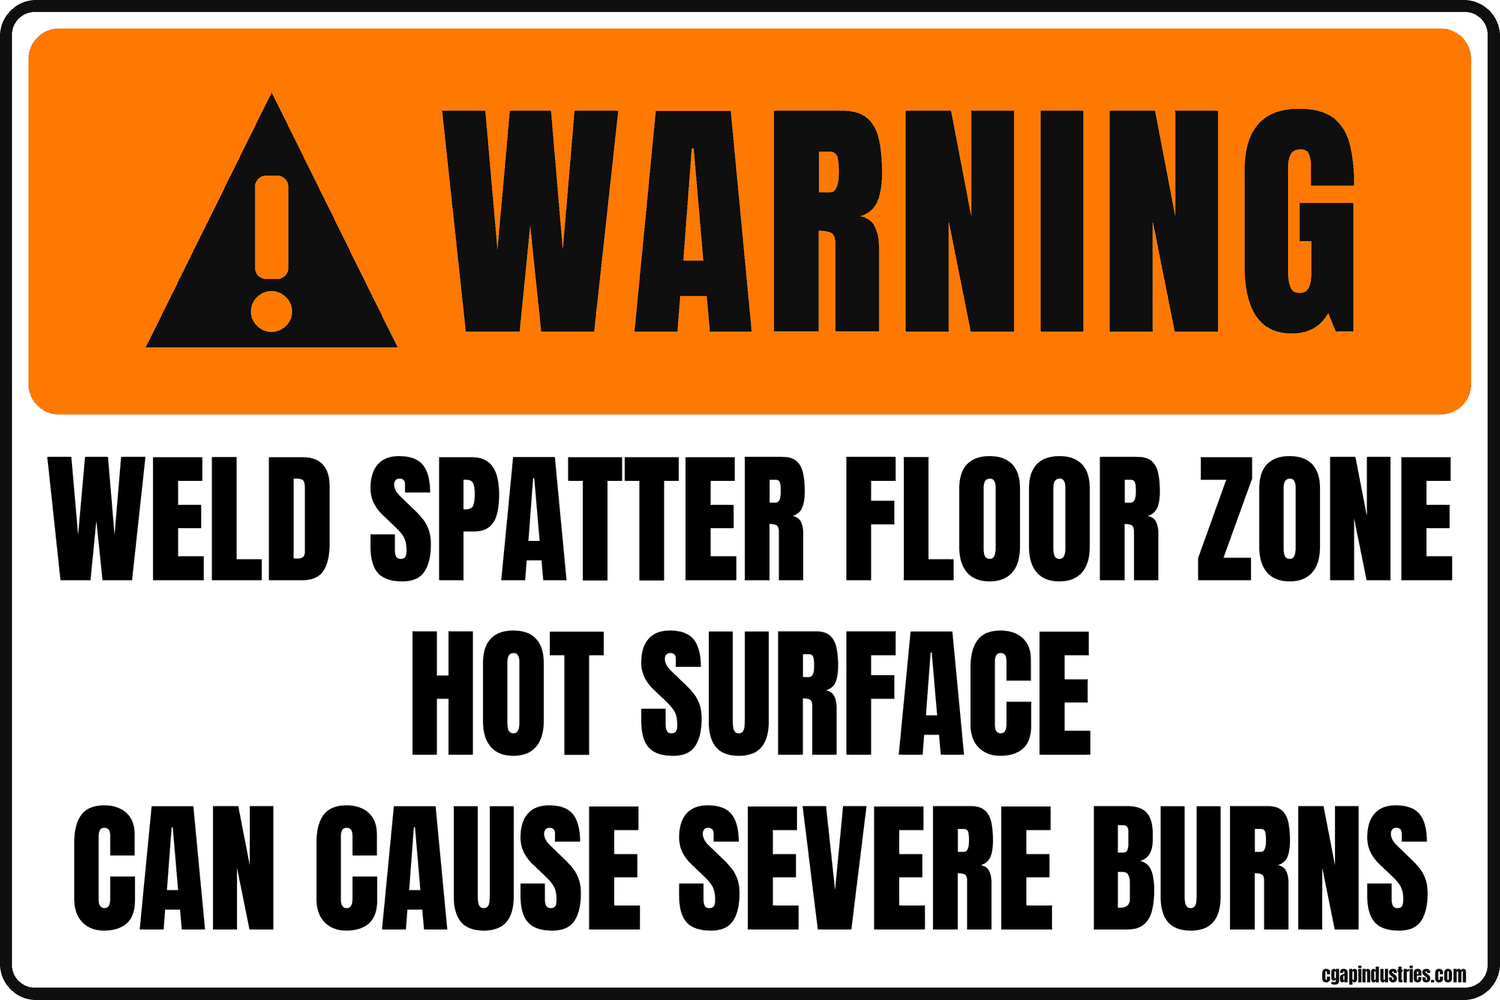 WARNING
WELD SPATTER FLOOR ZONE
HOT SURFACE
CAN CAUSE SEVERE BURNS
cgapindustries.com